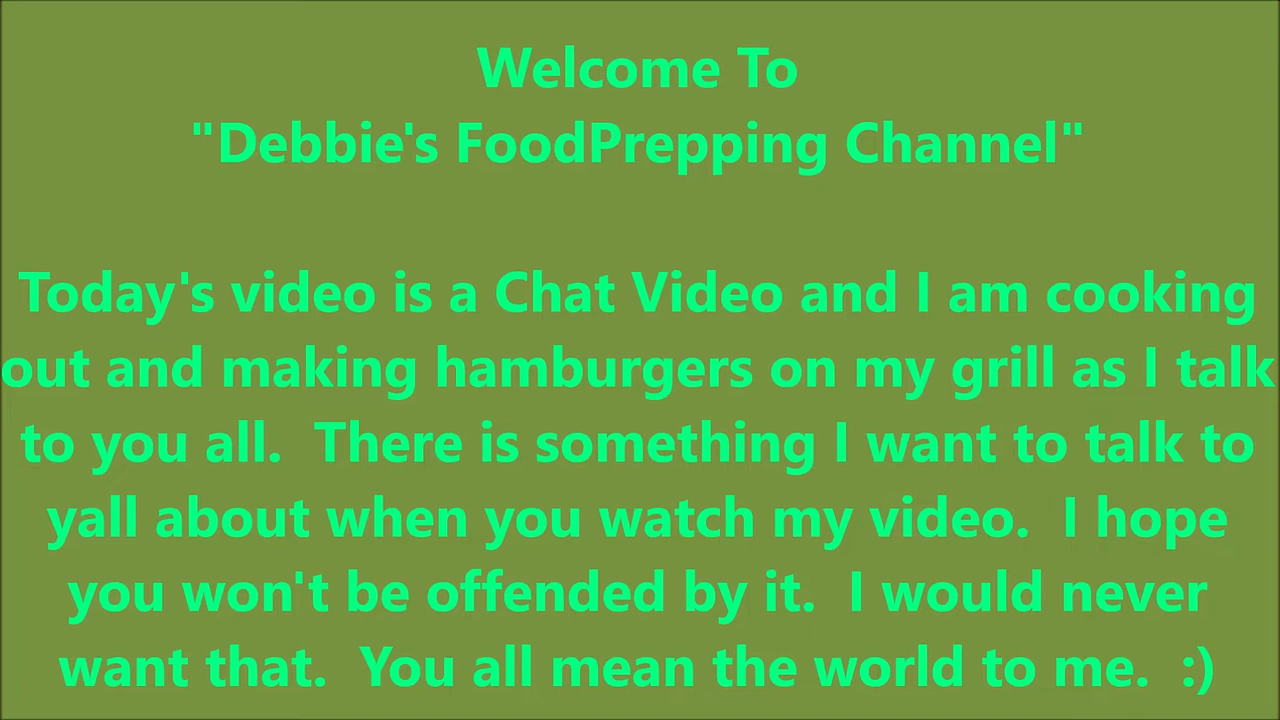 Welcome To
"Debbie's FoodPrepping Channel"
Today's video is a Chat Video and I am cooking
out and making hamburgers on my grill as I talk
to you all.  There is something I want to talk to
yall about when you watch my video.  I hope
you won't be offended by it.  I would never
want that.  You all mean the world to me.  :)